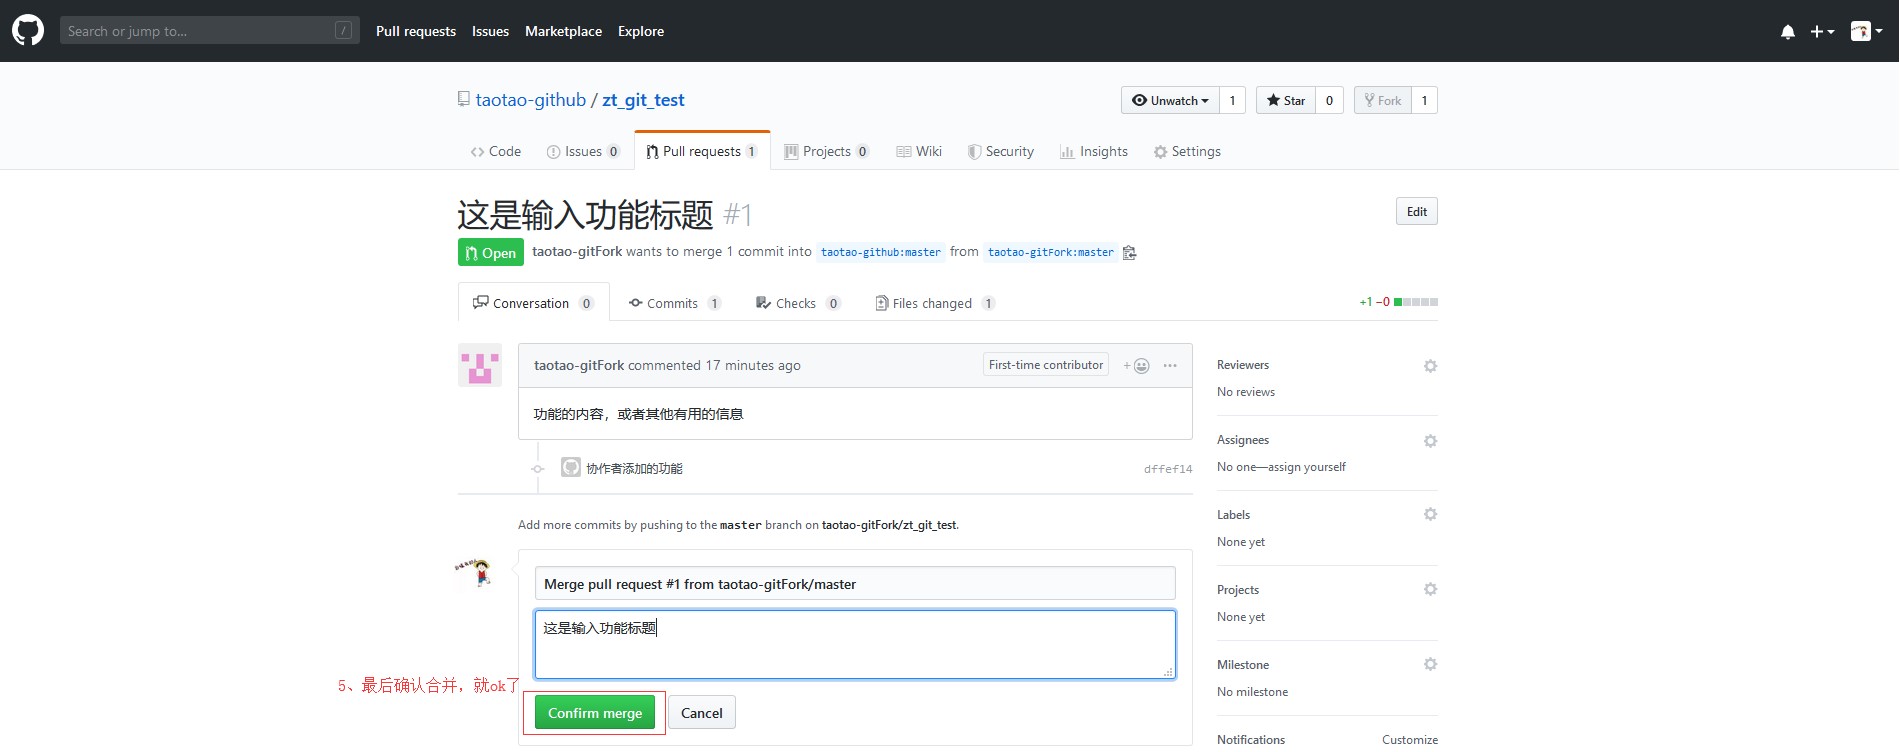 Search or jump to... /
Pull requests Issues Marketplace Explore
taotao-github / zt_git_test
Unwatch 1 Star 0 Fork 1
Code Issues 0 Pull requests 1 Projects 0 Wiki Security Insights Settings
这是输入功能标题 #1
Edit
Open taotao-gitFork wants to merge 1 commit into taotao-github:master from taotao-gitFork:master
Conversation 0 Commits 1 Checks 0 Files changed 1
+1 −0
taotao-gitFork commented 17 minutes ago
First-time contributor
功能的内容，或者其他有用的信息
协作者添加的功能 dffef14
Add more commits by pushing to the master branch on taotao-gitFork/zt_git_test.
Merge pull request #1 from taotao-gitFork/master
这是输入功能标题
5、最后确认合并，就ok了
Confirm merge Cancel
Reviewers
No reviews
Assignees
No one—assign yourself
Labels
None yet
Projects
None yet
Milestone
No milestone
Notifications Customize